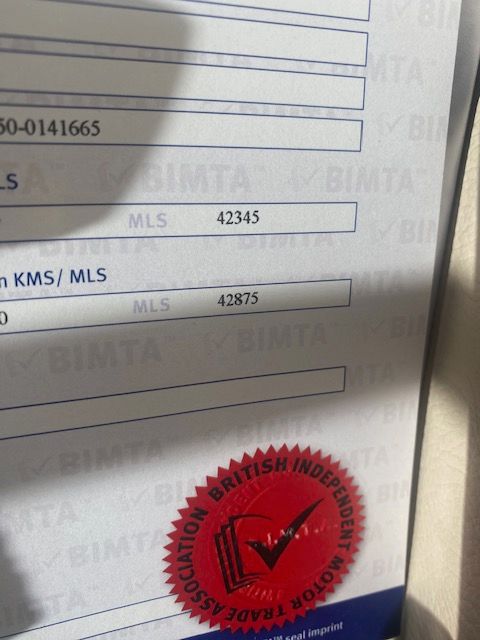 50-0141665
LS
MLS 42345
n KMS/ MLS
0 MLS 42875
BIMTA
BRITISH INDEPENDENT MOTOR TRADE ASSOCIATION
seal imprint